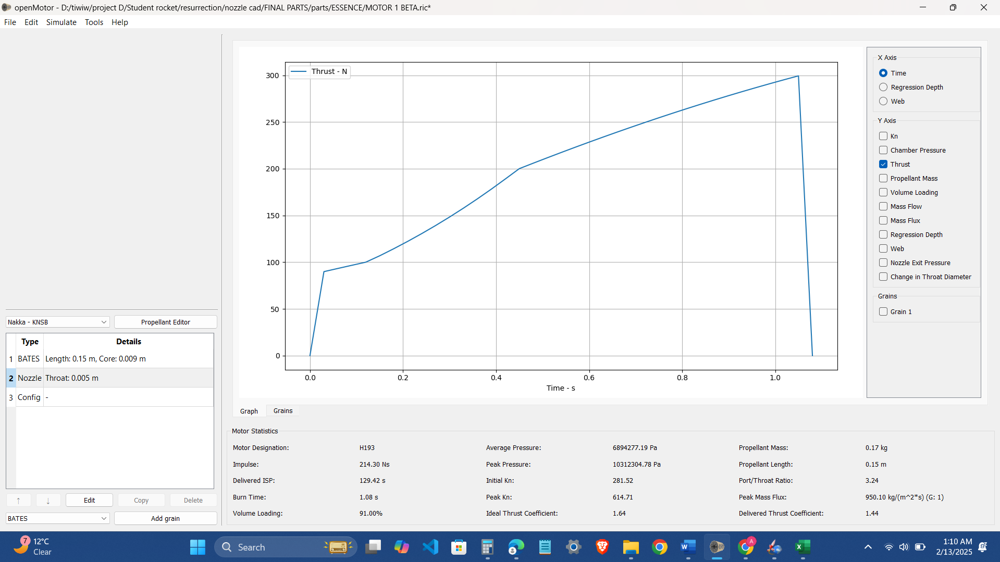 openMotor - D:/tiwiw/project D/Student rocket/resurrection/nozzle cad/FINAL PARTS/parts/ESSENCE/MOTOR 1 BETA.ric*
File Edit Simulate Tools Help
Nakka - KNSB Propellant Editor
Type Details
1 BATES Length: 0.15 m, Core: 0.009 m
2 Nozzle Throat: 0.005 m
3 Config -
↑ ↓ Edit Copy Delete
BATES Add grain
Thrust - N
300
250
200
150
100
50
0
0.0 0.2 0.4 0.6 0.8 1.0
Time - s
X Axis
Time
Regression Depth
Web
Y Axis
Kn
Chamber Pressure
Thrust
Propellant Mass
Volume Loading
Mass Flow
Mass Flux
Regression Depth
Web
Nozzle Exit Pressure
Change in Throat Diameter
Grains
Grain 1
Graph Grains
Motor Statistics
Motor Designation: H193 Average Pressure: 6894277.19 Pa Propellant Mass: 0.17 kg
Impulse: 214.30 Ns Peak Pressure: 10312304.78 Pa Propellant Length: 0.15 m
Delivered ISP: 129.42 s Initial Kn: 281.52 Port/Throat Ratio: 3.24
Burn Time: 1.08 s Peak Kn: 614.71 Peak Mass Flux: 950.10 kg/(m^2*s) (G: 1)
Volume Loading: 91.00% Ideal Thrust Coefficient: 1.64 Delivered Thrust Coefficient: 1.44
7 12°C
Clear
Search
W
A
X
1:10 AM
2/13/2025